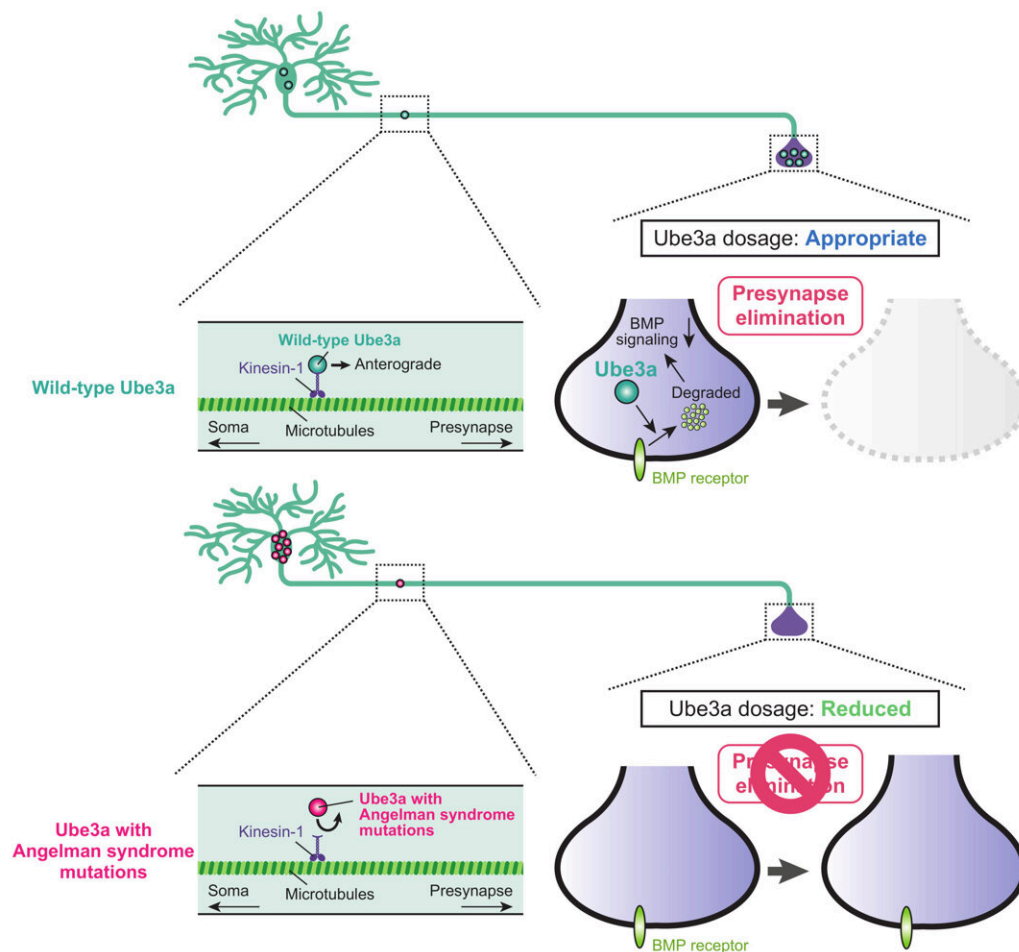 Ube3a dosage: Appropriate
Presynapse
elimination
BMP
signaling
Ube3a
Degraded
BMP receptor
Wild-type Ube3a
Wild-type Ube3a
Kinesin-1
Anterograde
Soma
Microtubules
Presynapse
Ube3a dosage: Reduced
Presynapse
elimination
BMP receptor
Ube3a with
Angelman syndrome
mutations
Ube3a with
Angelman syndrome
mutations
Kinesin-1
Soma
Microtubules
Presynapse